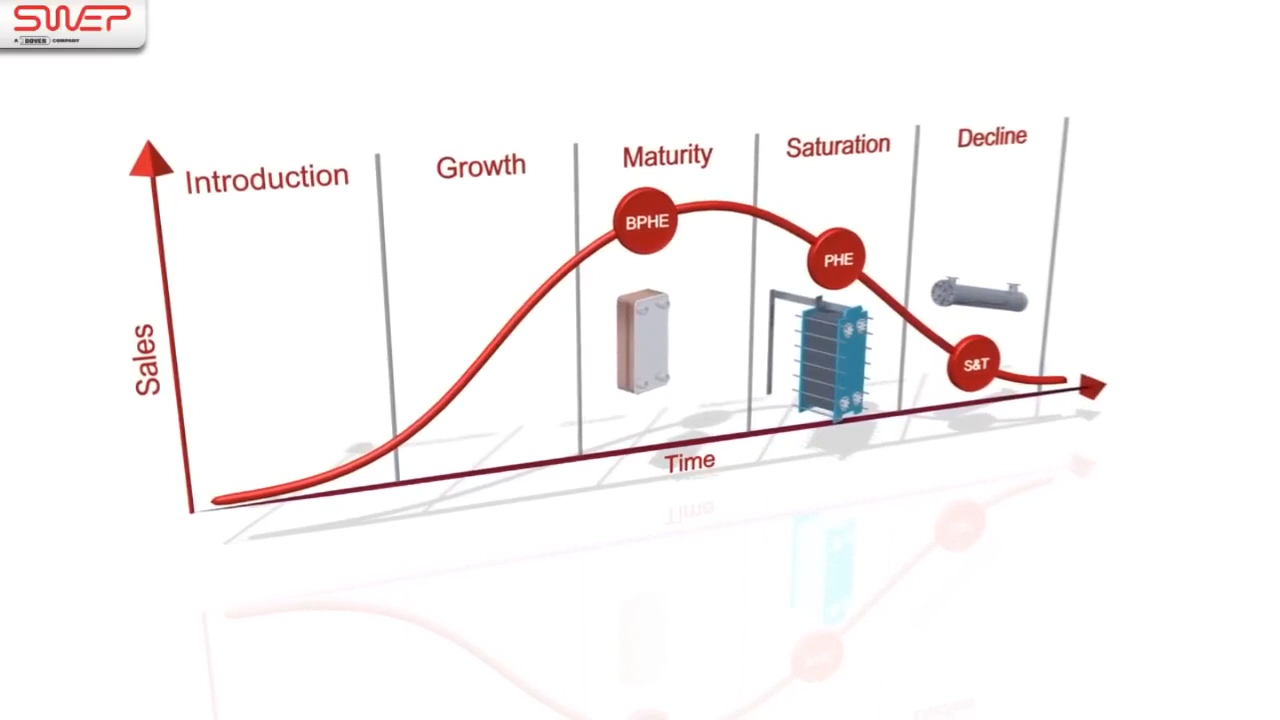 SWEP
A DOVER COMPANY
Introduction
Growth
Maturity
Saturation
Decline
BPHE
PHE
S&T
Sales
Time